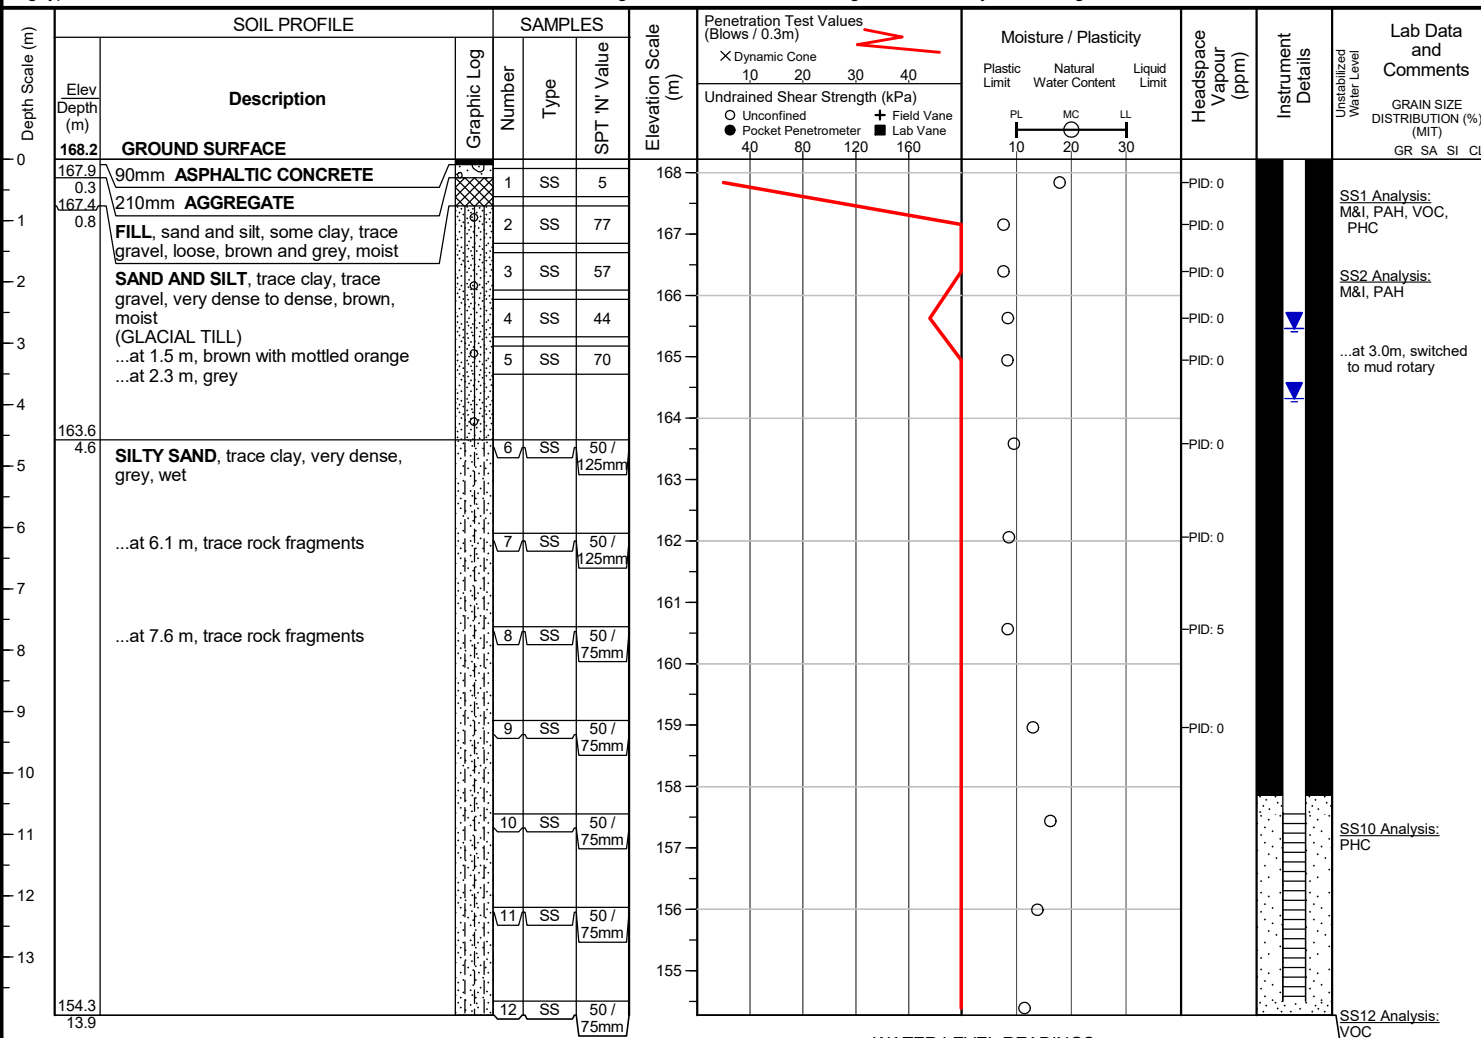 SOIL PROFILE
SAMPLES
Depth Scale (m)
Elev
Depth
(m)
Description
Graphic Log
Number
Type
SPT 'N' Value
Elevation Scale
(m)
Penetration Test Values
(Blows / 0.3m)
× Dynamic Cone
10 20 30 40
Undrained Shear Strength (kPa)
Unconfined
Field Vane
Pocket Penetrometer
Lab Vane
40 80 120 160
Moisture / Plasticity
Plastic Limit
Natural Water Content
Liquid Limit
PL MC LL
10 20 30
Headspace
Vapour
(ppm)
Instrument
Details
Unstabilized
Water Level
Lab Data
and
Comments
GRAIN SIZE
DISTRIBUTION (%)
(MIT)
GR SA SI CL
168.2 GROUND SURFACE
167.9
0.3
167.4
0.8
90mm ASPHALTIC CONCRETE
210mm AGGREGATE
FILL, sand and silt, some clay, trace
gravel, loose, brown and grey, moist
SAND AND SILT, trace clay, trace
gravel, very dense to dense, brown,
moist
(GLACIAL TILL)
...at 1.5 m, brown with mottled orange
...at 2.3 m, grey
163.6
4.6
SILTY SAND, trace clay, very dense,
grey, wet
...at 6.1 m, trace rock fragments
...at 7.6 m, trace rock fragments
154.3
13.9
0
1
2
3
4
5
6
7
8
9
10
11
12
13
1 SS 5
2 SS 77
3 SS 57
4 SS 44
5 SS 70
6 SS 50 /
125mm
7 SS 50 /
125mm
8 SS 50 /
75mm
9 SS 50 /
75mm
10 SS 50 /
75mm
11 SS 50 /
75mm
12 SS 50 /
75mm
168
167
166
165
164
163
162
161
160
159
158
157
156
155
PID: 0
PID: 0
PID: 0
PID: 0
PID: 0
PID: 0
PID: 0
PID: 5
PID: 0
SS1 Analysis:
M&I, PAH, VOC,
PHC
SS2 Analysis:
M&I, PAH
...at 3.0m, switched
to mud rotary
SS10 Analysis:
PHC
SS12 Analysis:
VOC